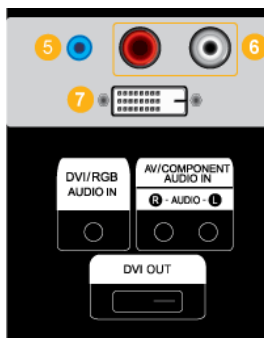 5
6
7
DVI/RGB
AUDIO IN
AV/COMPONENT
AUDIO IN
R - AUDIO - L
DVI OUT